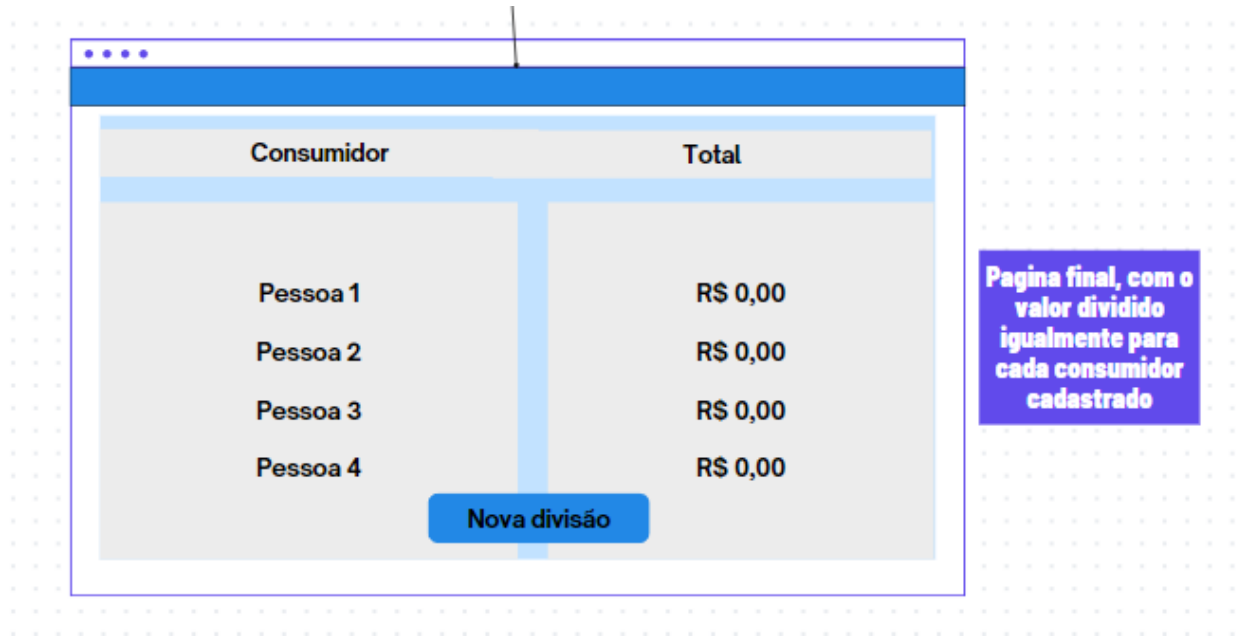 Consumidor Total
Pessoa 1 R$ 0,00
Pessoa 2 R$ 0,00
Pessoa 3 R$ 0,00
Pessoa 4 R$ 0,00
Nova divisão
Pagina final, com o
valor dividido
igualmente para
cada consumidor
cadastrado